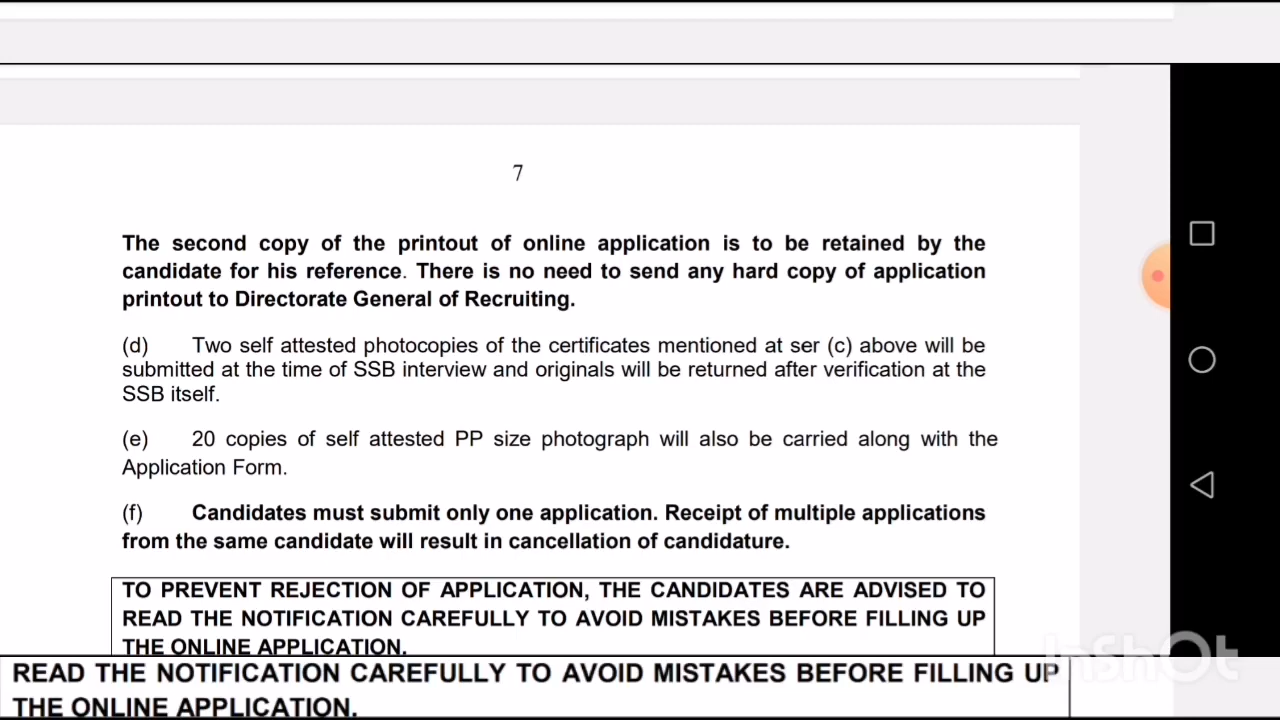 7
The second copy of the printout of online application is to be retained by the
candidate for his reference. There is no need to send any hard copy of application
printout to Directorate General of Recruiting.
(d) Two self attested photocopies of the certificates mentioned at ser (c) above will be
submitted at the time of SSB interview and originals will be returned after verification at the
SSB itself.
(e) 20 copies of self attested PP size photograph will also be carried along with the
Application Form.
(f) Candidates must submit only one application. Receipt of multiple applications
from the same candidate will result in cancellation of candidature.
TO PREVENT REJECTION OF APPLICATION, THE CANDIDATES ARE ADVISED TO
READ THE NOTIFICATION CAREFULLY TO AVOID MISTAKES BEFORE FILLING UP
THE ONLINE APPLICATION.
InShOt
READ THE NOTIFICATION CAREFULLY TO AVOID MISTAKES BEFORE FILLING UP
THE ONLINE APPLICATION.